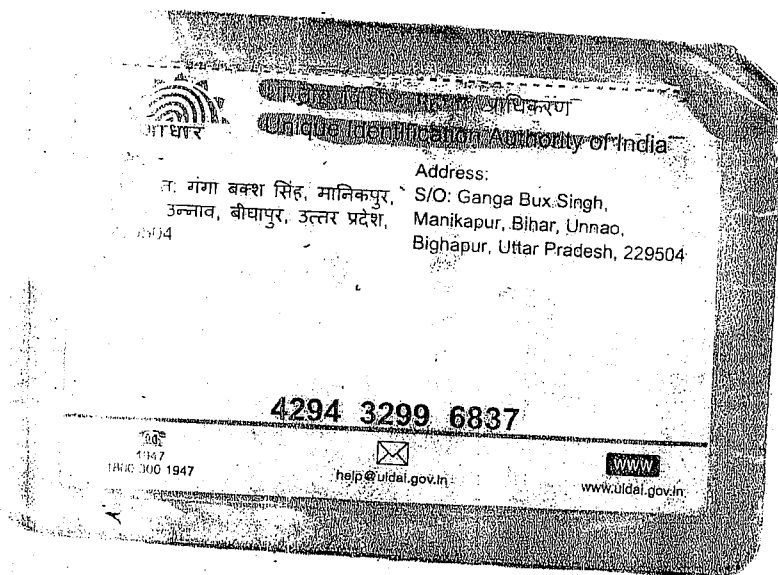 आधार
प्राधिकरण
Unique Identification Authority of India
गंगा बक्श सिंह, मानिकपुर,
उन्नाव, बीघापुर, उत्तर प्रदेश,
Address:
S/O: Ganga Bux Singh,
Manikapur, Bihar, Unnao,
Bighapur, Uttar Pradesh, 229504
4294 3299 6837
1947
1800 300 1947
help@uidai.gov.in
WWW
www.uidai.gov.in